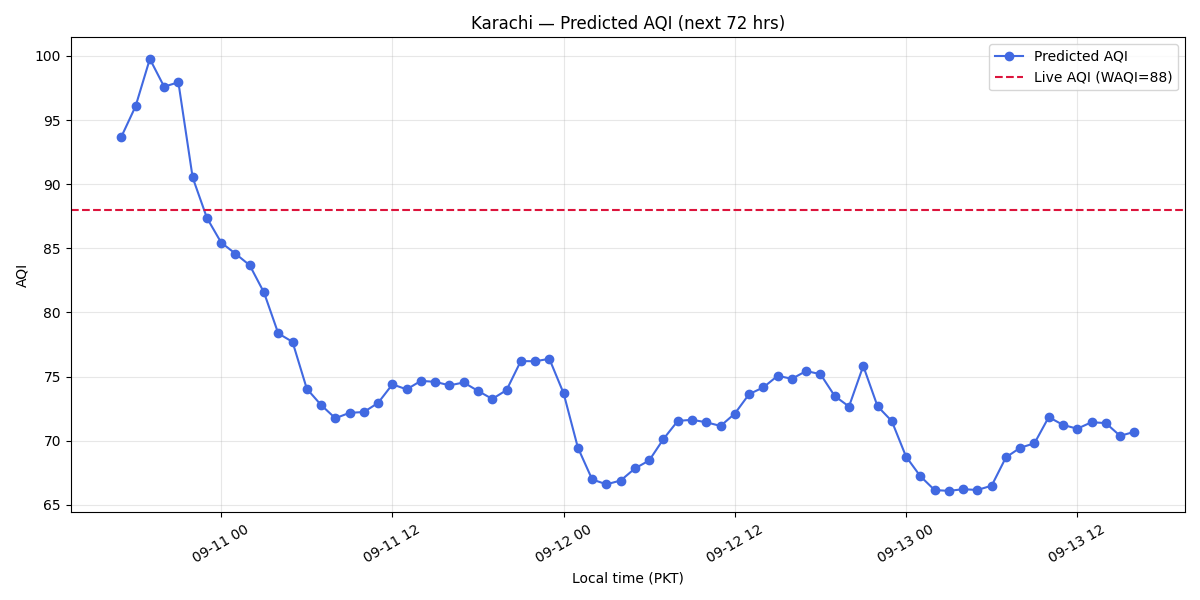 Karachi — Predicted AQI (next 72 hrs)
Predicted AQI
Live AQI (WAQI=88)
100
95
90
85
80
75
70
65
AQI
09-11 00
09-11 12
09-12 00
09-12 12
09-13 00
09-13 12
Local time (PKT)